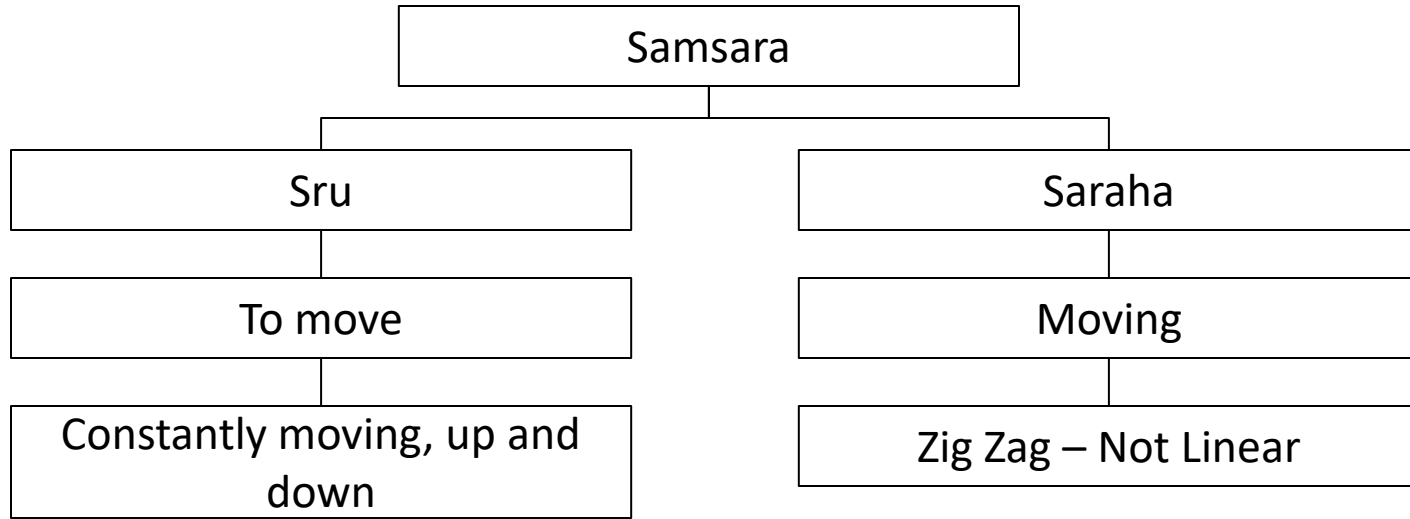 Samsara
Sru
Saraha
To move
Moving
Constantly moving, up and
down
Zig Zag – Not Linear